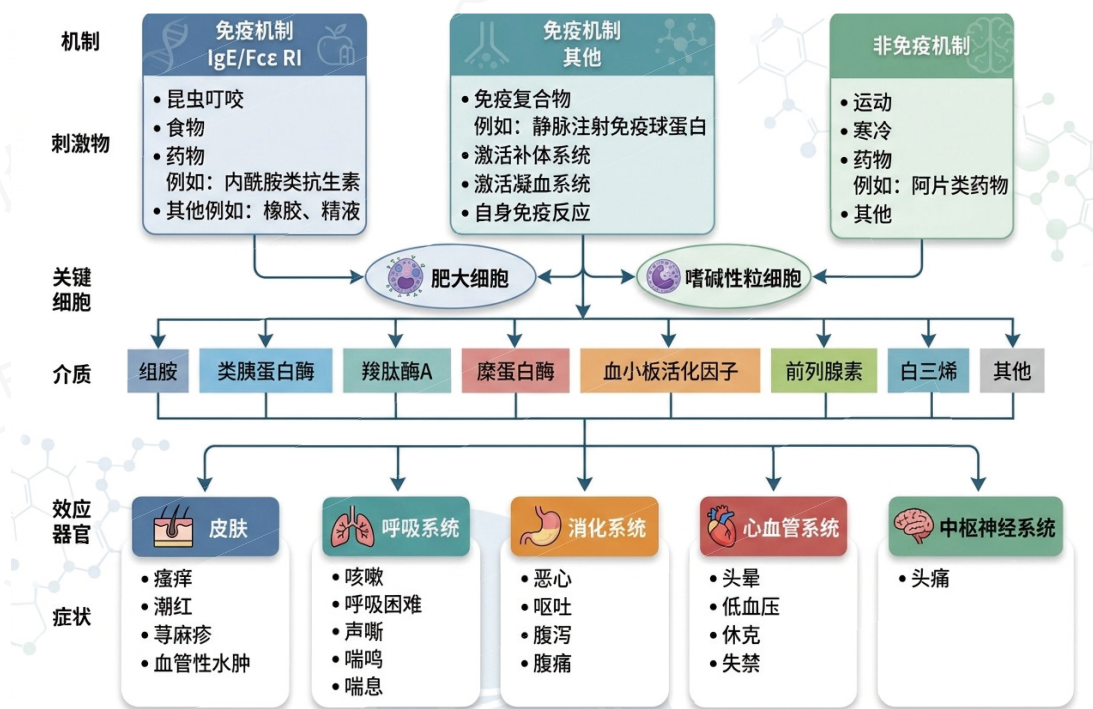 机制
免疫机制
IgE/Fcε RI
免疫机制
其他
非免疫机制
刺激物
• 昆虫叮咬
• 食物
• 药物
例如：内酰胺类抗生素
• 其他例如：橡胶、精液
• 免疫复合物
例如：静脉注射免疫球蛋白
• 激活补体系统
• 激活凝血系统
• 自身免疫反应
• 运动
• 寒冷
• 药物
例如：阿片类药物
• 其他
关键
细胞
肥大细胞
嗜碱性粒细胞
介质
组胺
类胰蛋白酶
羧肽酶A
糜蛋白酶
血小板活化因子
前列腺素
白三烯
其他
效应
器官
皮肤
呼吸系统
消化系统
心血管系统
中枢神经系统
症状
• 瘙痒
• 潮红
• 荨麻疹
• 血管性水肿
• 咳嗽
• 呼吸困难
• 声嘶
• 喘鸣
• 喘息
• 恶心
• 呕吐
• 腹泻
• 腹痛
• 头晕
• 低血压
• 休克
• 失禁
• 头痛